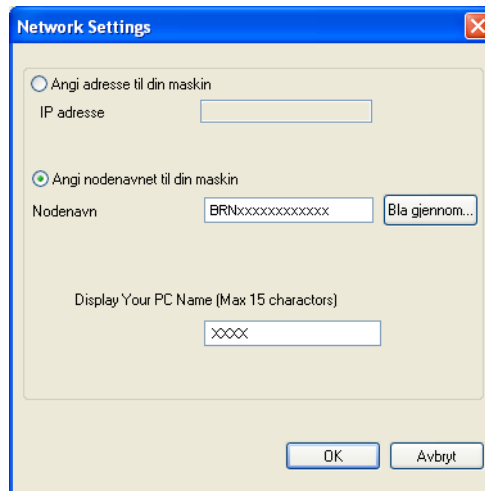 Network Settings
Angi adresse til din maskin
IP adresse
Angi nodenavnet til din maskin
Nodenavn BRNxxxxxxxxxxxx Bla gjennom...
Display Your PC Name (Max 15 charactors)
XXXX
OK Avbryt